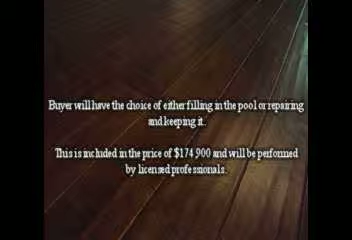 Buyer will have the choice of either filling in the pool or repairing
and keeping it.
This is included in the price of $174,900 and will be performed
by licensed professionals.